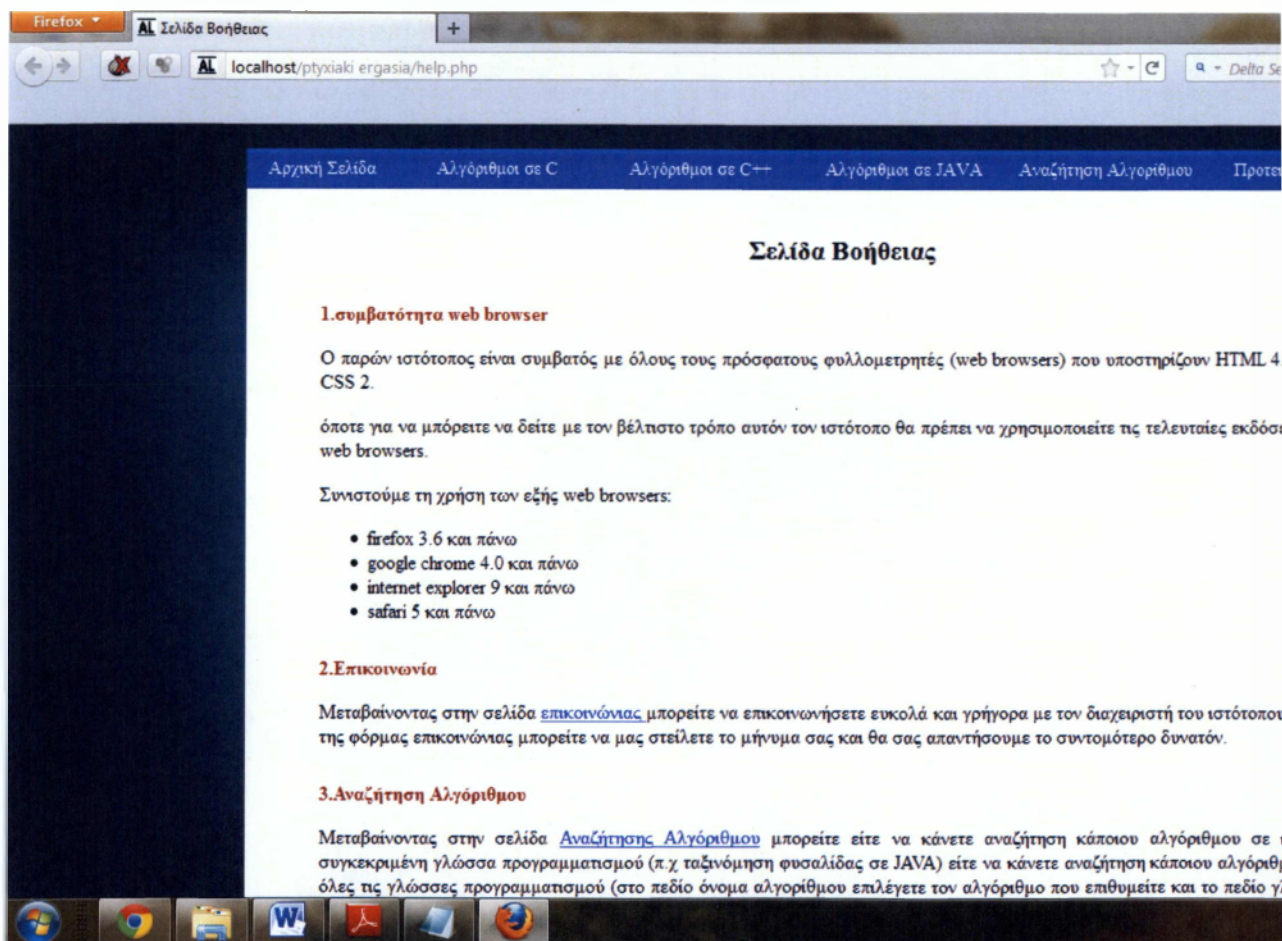 Firefox
AL Σελίδα Βοήθειας
+
AL localhost/ptyxiaki ergasia/help.php
Delta Se
Αρχική Σελίδα Αλγόριθμοι σε C Αλγόριθμοι σε C++ Αλγόριθμοι σε JAVA Αναζήτηση Αλγορίθμου Προτει
Σελίδα Βοήθειας
1.συμβατότητα web browser
Ο παρών ιστότοπος είναι συμβατός με όλους τους πρόσφατους φυλλομετρητές (web browsers) που υποστηρίζουν HTML 4.
CSS 2.
όποτε για να μπόρειτε να δείτε με τον βέλτιστο τρόπο αυτόν τον ιστότοπο θα πρέπει να χρησιμοποιείτε τις τελευταίες εκδόσε
web browsers.
Συνιστούμε τη χρήση των εξής web browsers:
• firefox 3.6 και πάνω
• google chrome 4.0 και πάνω
• internet explorer 9 και πάνω
• safari 5 και πάνω
2.Επικοινωνία
Μεταβαίνοντας στην σελίδα επικοινώνιας μπορείτε να επικοινωνήσετε ευκολά και γρήγορα με τον διαχειριστή του ιστότοπου
της φόρμας επικοινώνιας μπορείτε να μας στείλετε το μήνυμα σας και θα σας απαντήσουμε το συντομότερο δυνατόν.
3.Αναζήτηση Αλγόριθμου
Μεταβαίνοντας στην σελίδα Αναζήτησης Αλγόριθμου μπορείτε είτε να κάνετε αναζήτηση κάποιου αλγόριθμου σε
συγκεκριμένη γλώσσα προγραμματισμού (π.χ ταξινόμηση φυσαλίδας σε JAVA) είτε να κάνετε αναζήτηση κάποιου αλγόριθμ
όλες τις γλώσσες προγραμματισμού (στο πεδίο όνομα αλγορίθμου επιλέγετε τον αλγόριθμο που επιθυμείτε και το πεδίο γλ